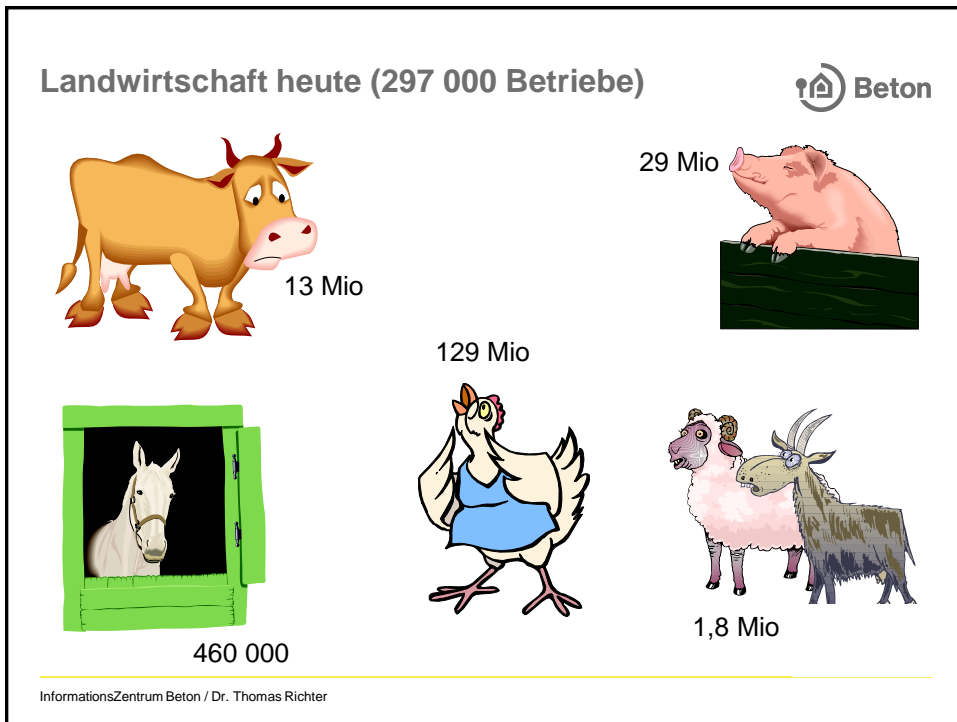 Landwirtschaft heute (297 000 Betriebe)
Beton
29 Mio
13 Mio
129 Mio
1,8 Mio
460 000
InformationsZentrum Beton / Dr. Thomas Richter